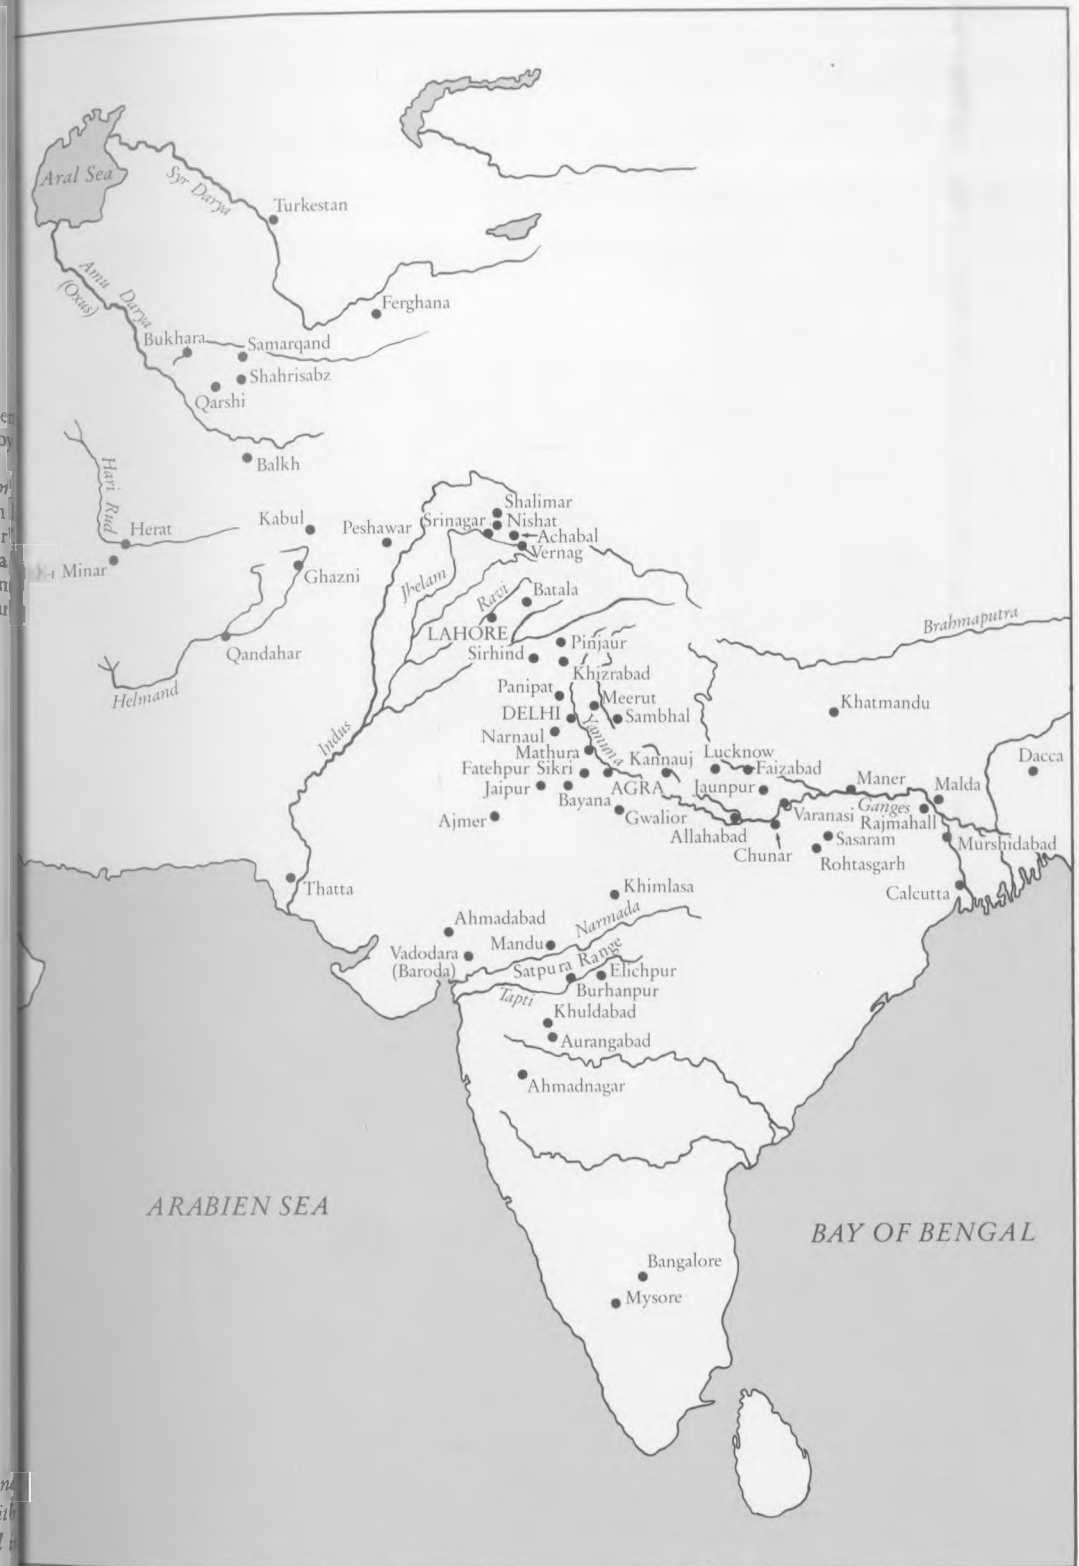 Aral Sea
Syr Darya
Turkestan
Amu Darya
(Oxus)
Ferghana
Bukhara
Samarqand
Shahrisabz
Qarshi
Balkh
Hari Rud
Herat
Minar
Kabul
Peshawar
Ghazni
Qandahar
Helmand
Shalimar
Srinagar
Nishat
Achabal
Vernag
Jhelam
Ravi
Batala
LAHORE
Sirhind
Pinjaur
Khizrabad
Panipat
Meerut
DELHI
Sambhal
Narnaul
Yamuna
Mathura
Indus
Brahmaputra
Khatmandu
Dacca
Fatehpur Sikri
Kannauj
Lucknow
Faizabad
Maner
Malda
Jaipur
Bayana
AGRA
Jaunpur
Varanasi
Ganges
Rajmahall
Ajmer
Gwalior
Allahabad
Chunar
Sasaram
Rohtasgarh
Murshidabad
Calcutta
Thatta
Khimlasa
Ahmadabad
Narmada
Mandu
Vadodara
(Baroda)
Satpura Range
Elichpur
Tapti
Burhanpur
Khuldabad
Aurangabad
Ahmadnagar
ARABIEN SEA
BAY OF BENGAL
Bangalore
Mysore